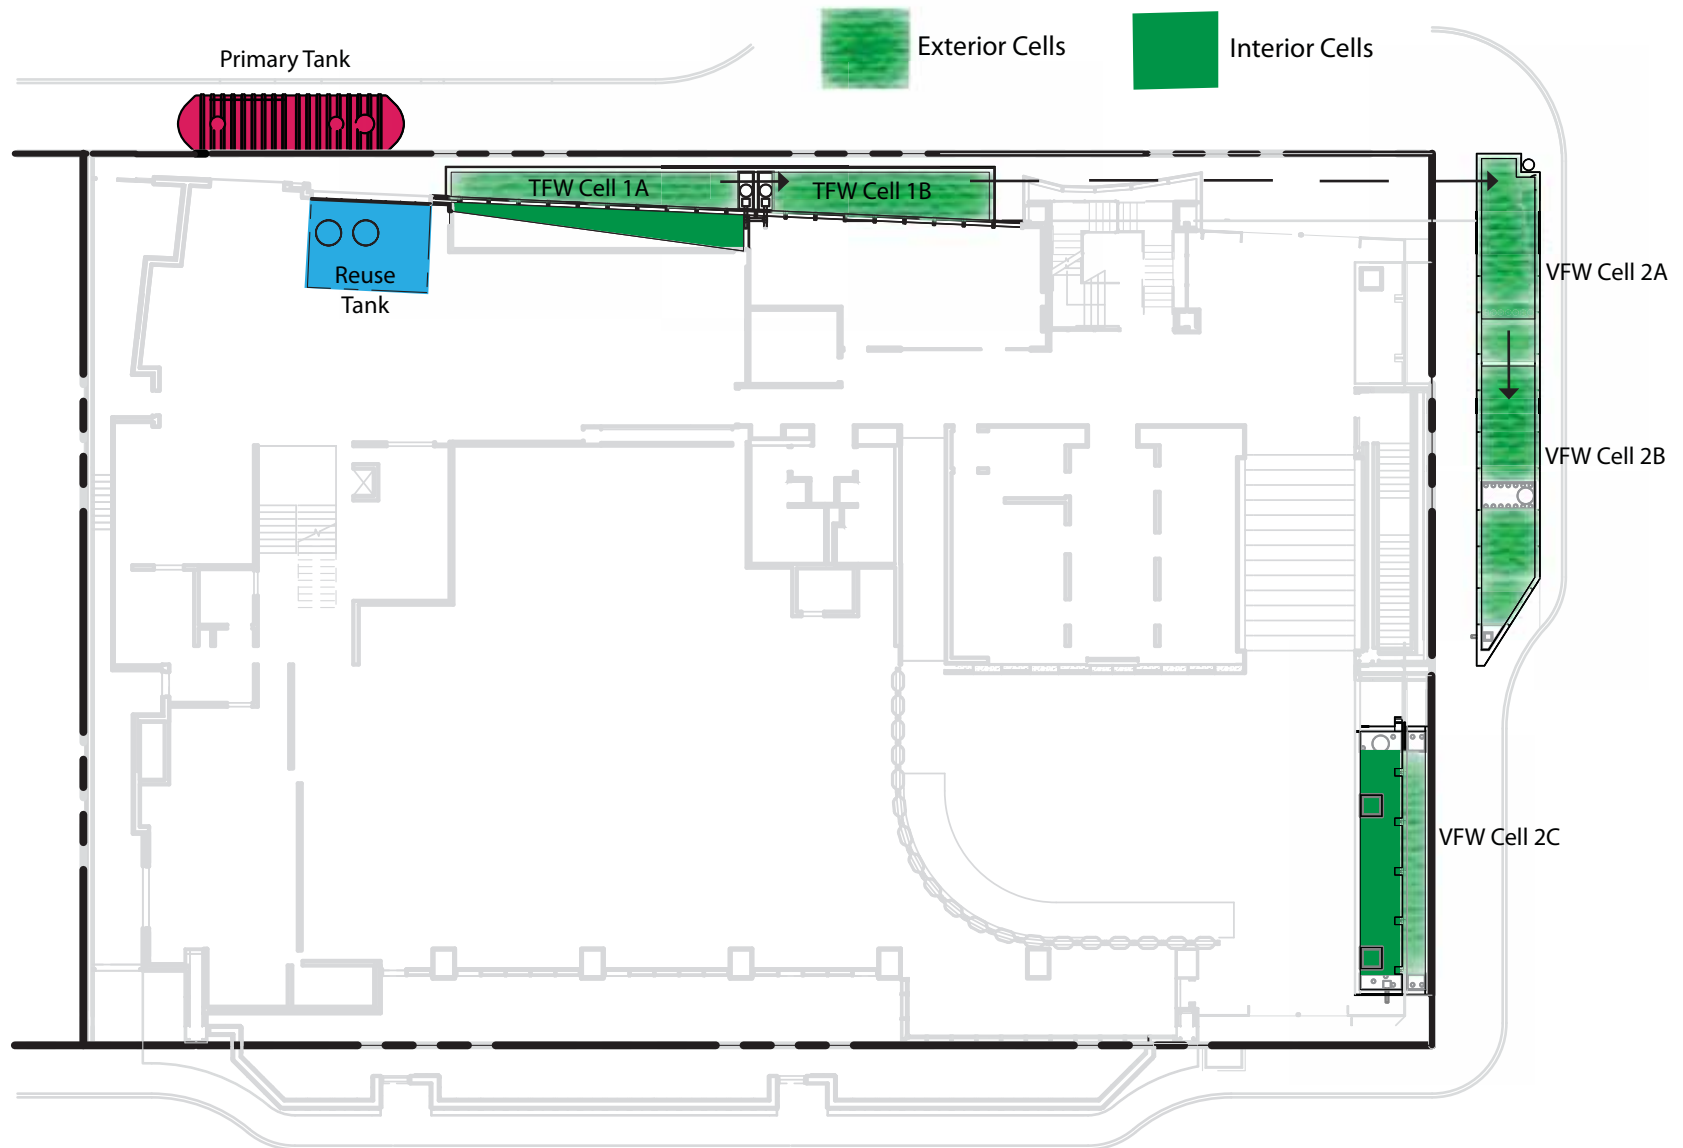 Primary Tank
Exterior Cells
Interior Cells
TFW Cell 1A
TFW Cell 1B
Reuse
Tank
VFW Cell 2A
VFW Cell 2B
VFW Cell 2C